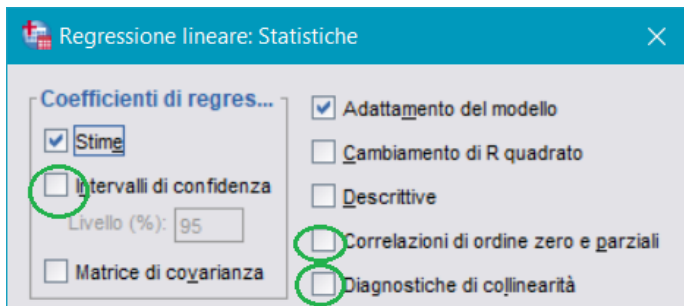 Regressione lineare: Statistiche
Coefficienti di regres...
Stime
Intervalli di confidenza
Livello (%): 95
Matrice di covarianza
Adattamento del modello
Cambiamento di R quadrato
Descrittive
Correlazioni di ordine zero e parziali
Diagnostiche di collinearità